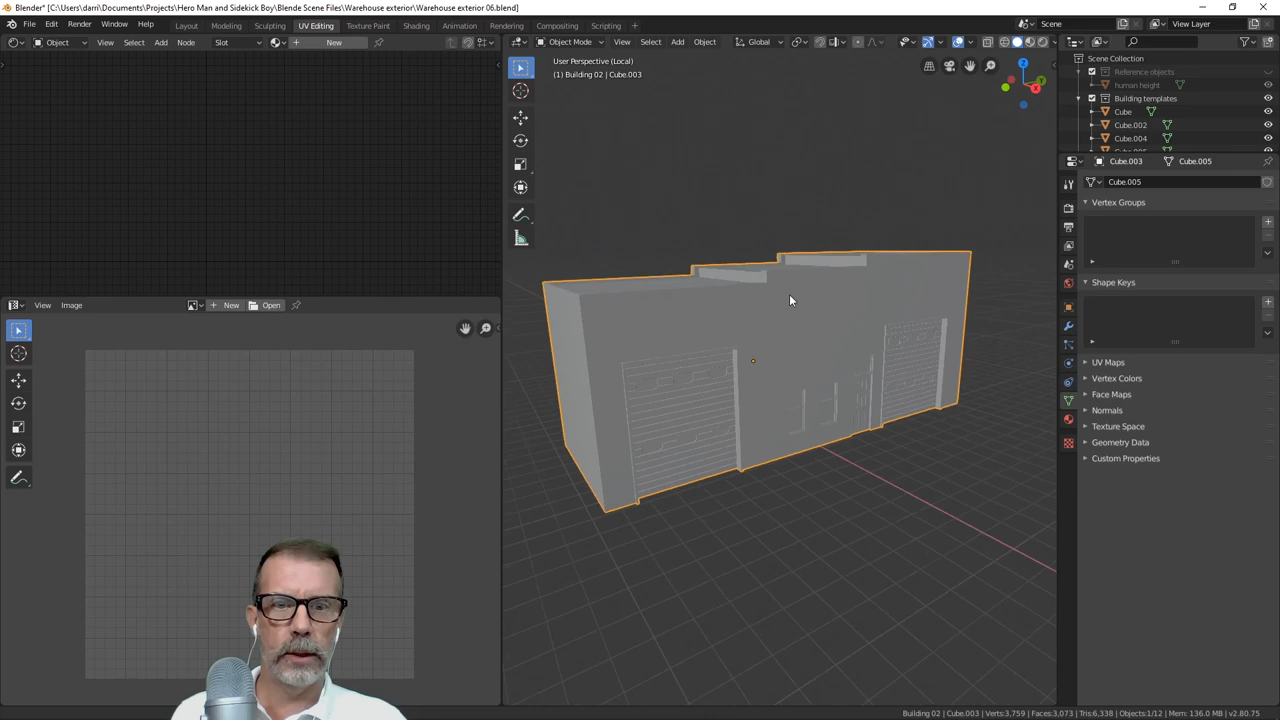 Blender* [C:\Users\darri\Documents\Projects\Hero Man and Sidekick Boy\Blende Scene Files\Warehouse exterior\Warehouse exterior 06.blend]
File Edit Render Window Help Layout Modeling Sculpting UV Editing Texture Paint Shading Animation Rendering Compositing Scripting Scene View Layer
Object View Select Add Node Slot New
Object Mode View Select Add Object Global
User Perspective (Local)
(1) Building 02 | Cube.003
Scene Collection
Reference objects
human height
Building templates
Cube
Cube.002
Cube.004
Cube.003 Cube.005
Cube.005
Vertex Groups
Shape Keys
UV Maps
Vertex Colors
Face Maps
Normals
Texture Space
Geometry Data
Custom Properties
View Image New Open
Z
Y
X
Building 02 | Cube.003 | Verts:3,759 | Faces:3,073 | Tris:6,338 | Objects:1/12 | Mem: 136.0 MB | v2.80.75